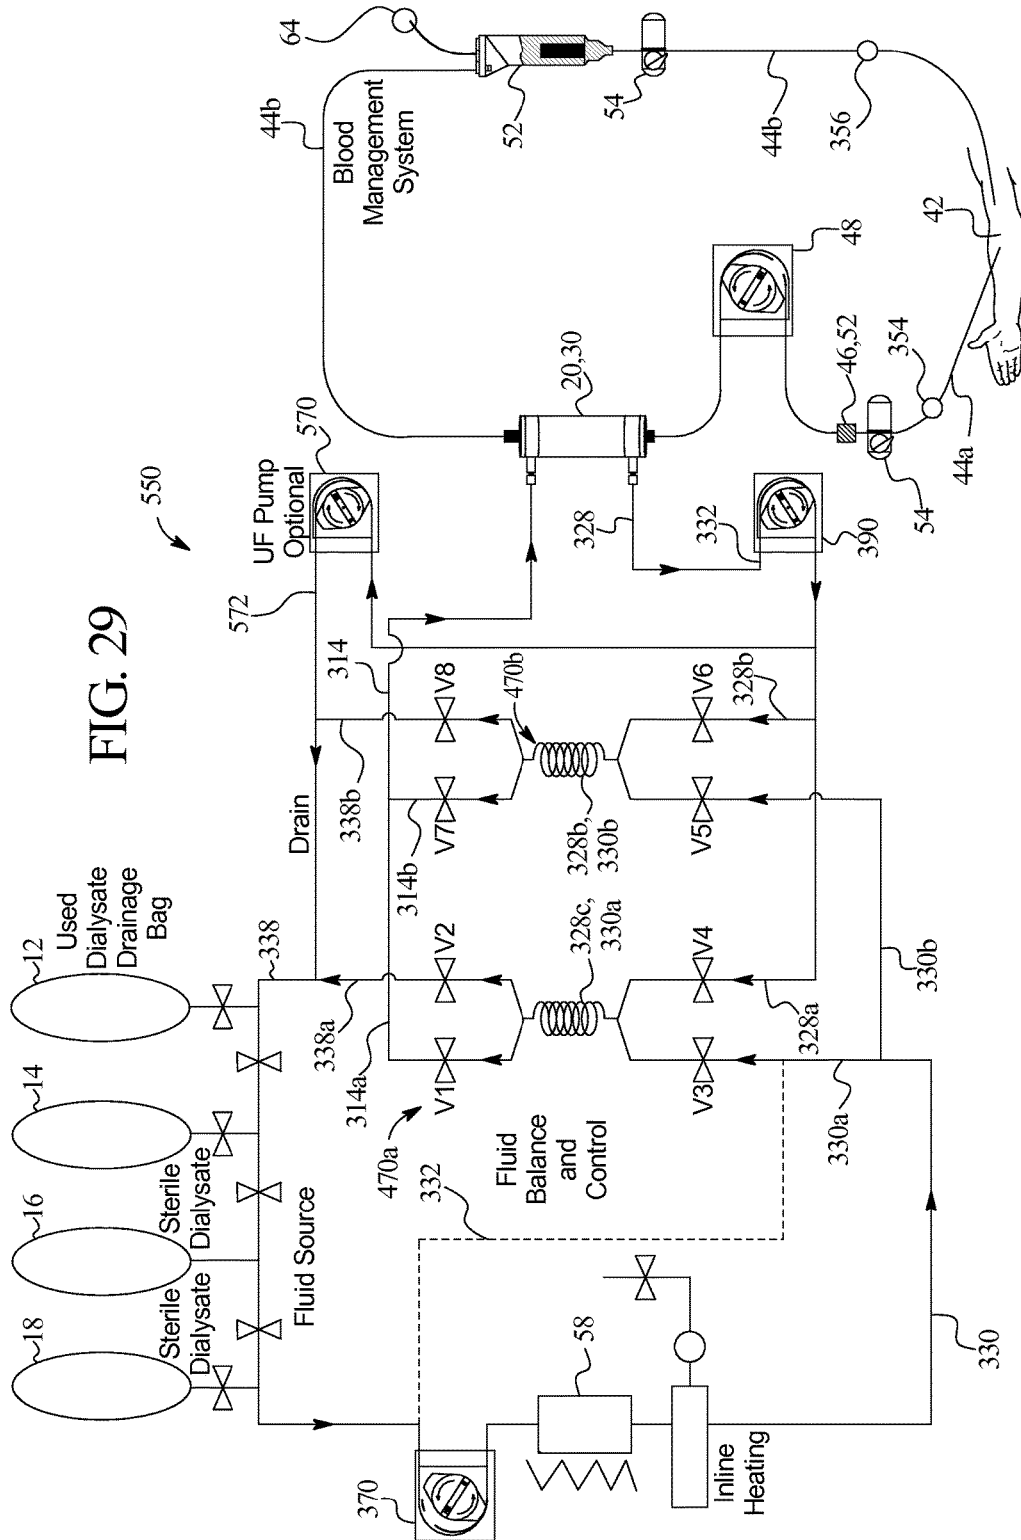 FIG. 29
550
12
Used
Dialysate
Drainage
Bag
14
16
Sterile
Dialysate
18
Sterile
Dialysate
Fluid Source
338
Drain
572
UF Pump
Optional
570
314
338b
314b
338a
314a
V1
V2
V7
V8
470a
470b
328c,
330a
328b,
330b
V3
V4
V5
V6
328b
328a
330a
330b
Fluid
Balance
and
Control
332
370
58
Inline
Heating
330
328
332
390
20,30
44b
Blood
Management
System
64
52
54
44b
356
48
46,52
354
42
44a
54